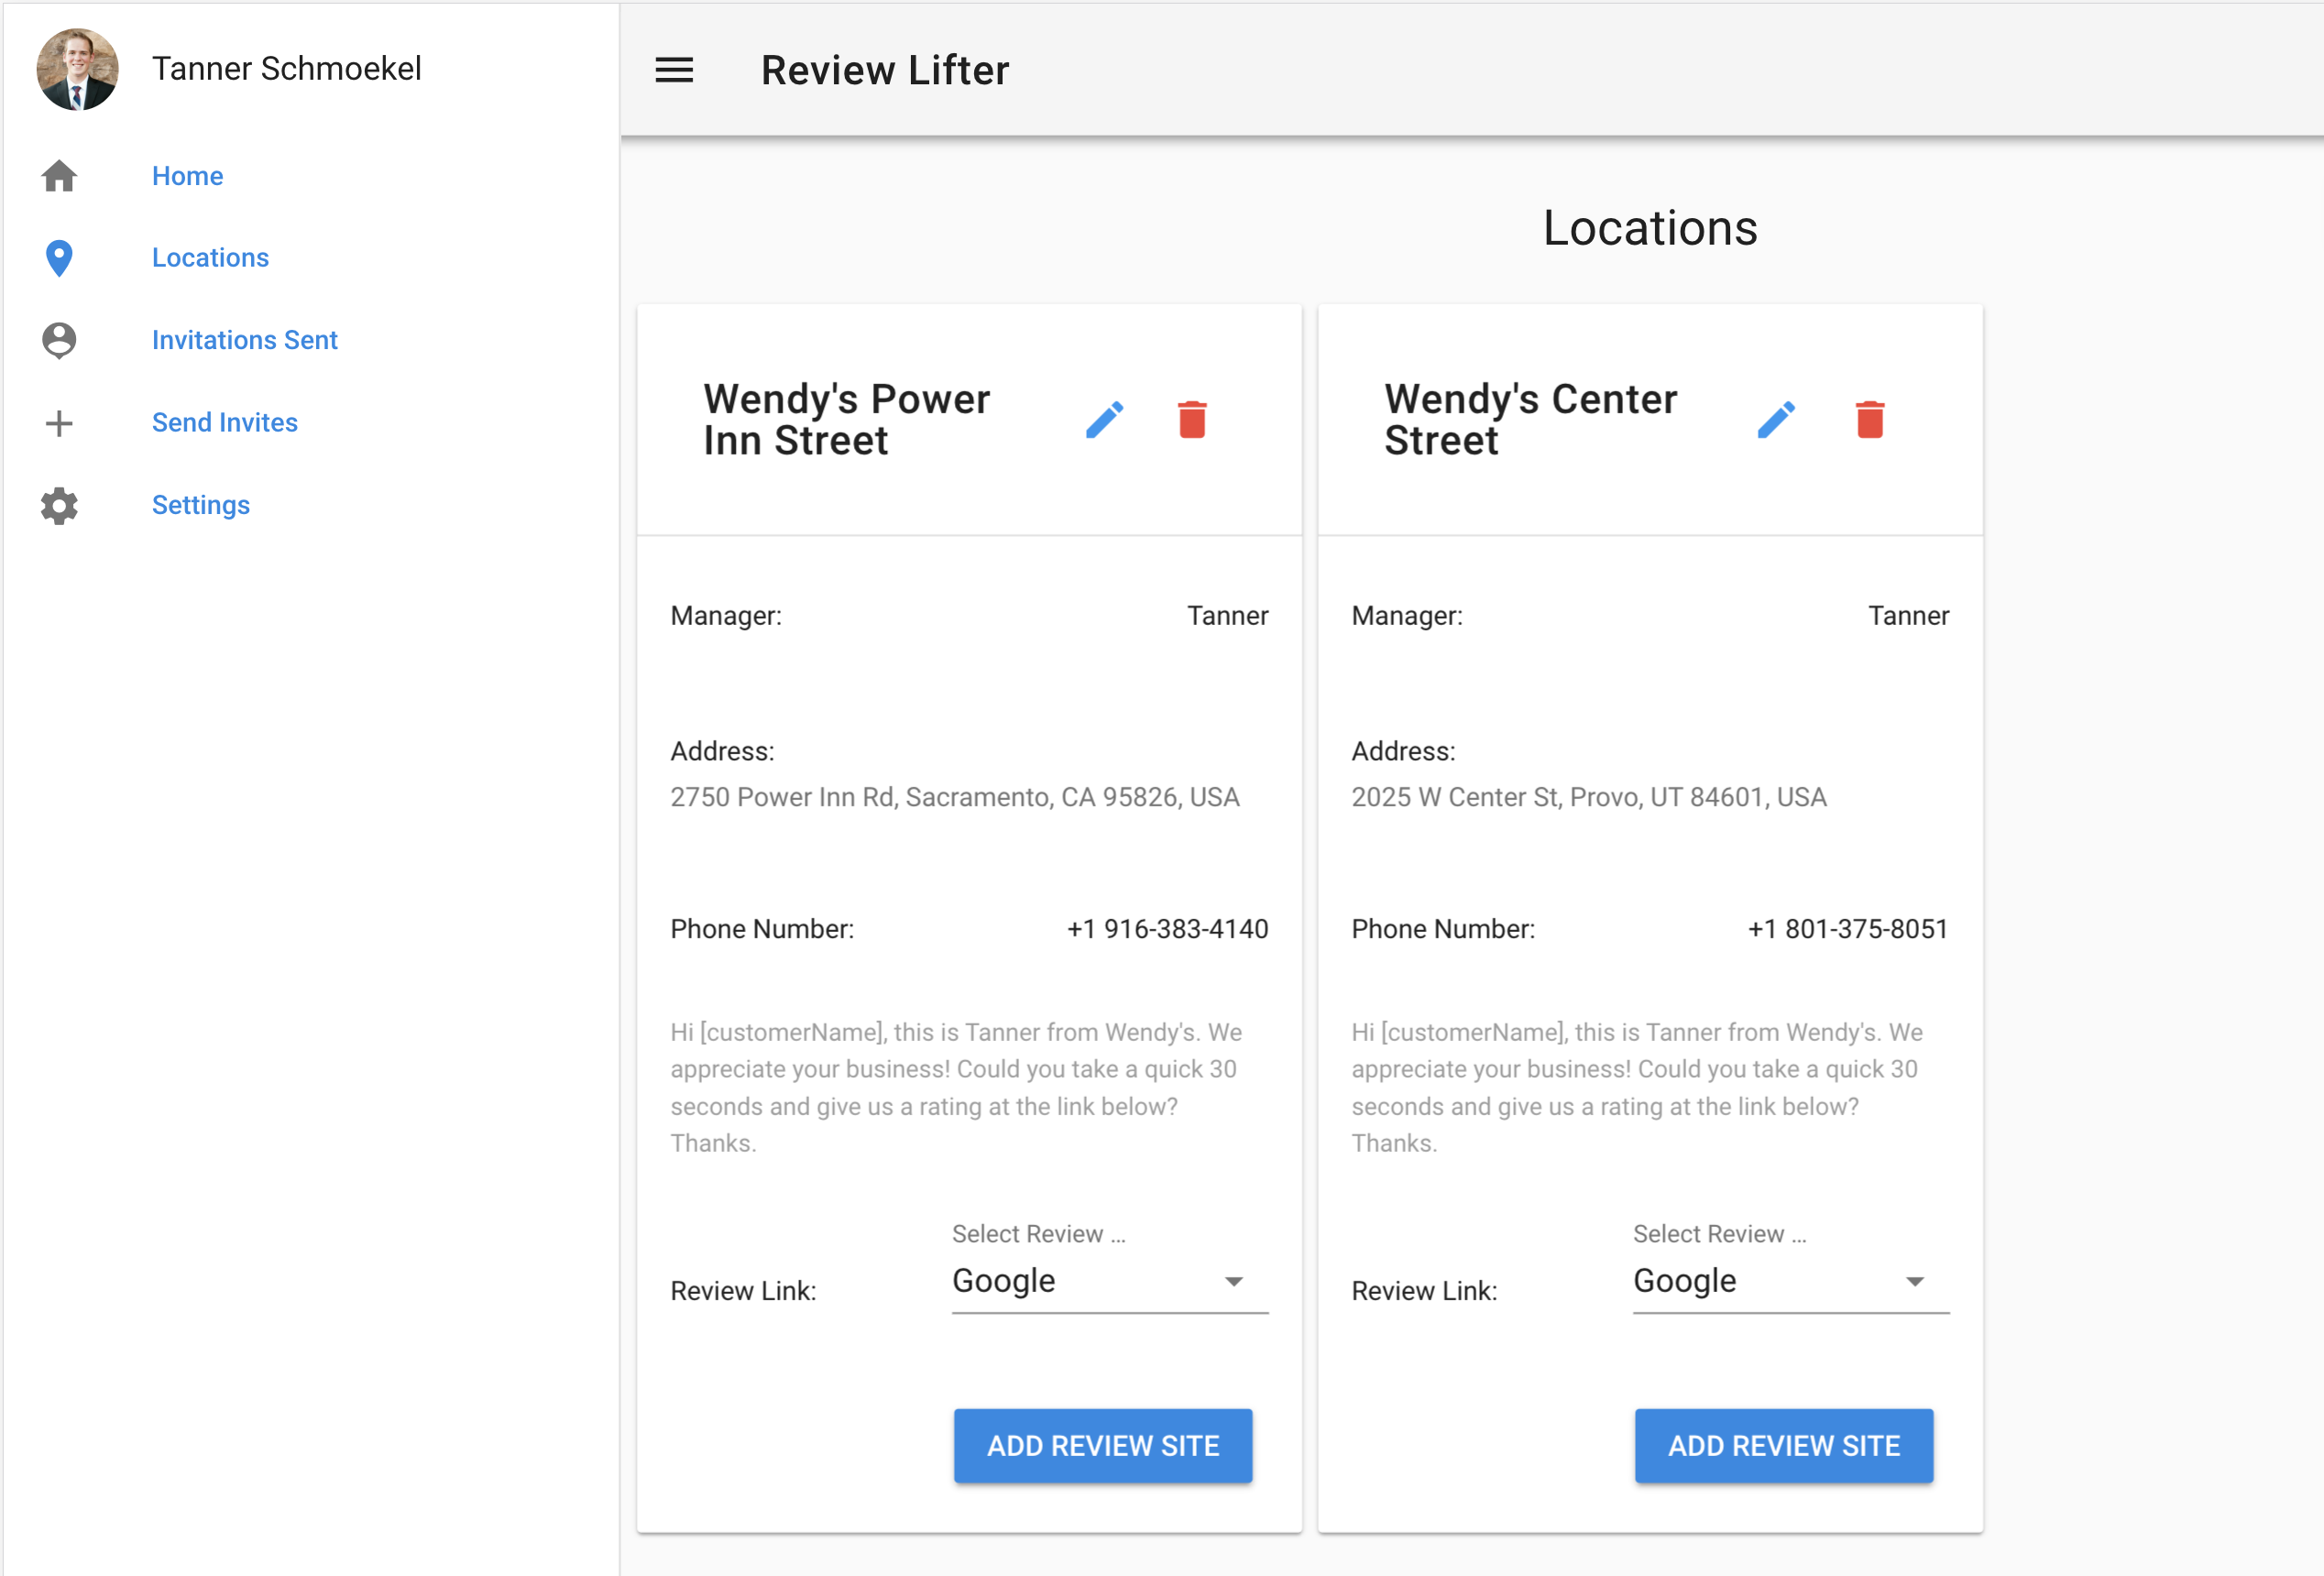 Tanner Schmoekel
Home
Locations
Invitations Sent
Send Invites
Settings
Review Lifter
Locations
Wendy's Power
Inn Street
Manager: Tanner
Address:
2750 Power Inn Rd, Sacramento, CA 95826, USA
Phone Number: +1 916-383-4140
Hi [customerName], this is Tanner from Wendy's. We
appreciate your business! Could you take a quick 30
seconds and give us a rating at the link below?
Thanks.
Select Review ...
Review Link: Google
ADD REVIEW SITE
Wendy's Center
Street
Manager: Tanner
Address:
2025 W Center St, Provo, UT 84601, USA
Phone Number: +1 801-375-8051
Hi [customerName], this is Tanner from Wendy's. We
appreciate your business! Could you take a quick 30
seconds and give us a rating at the link below?
Thanks.
Select Review ...
Review Link: Google
ADD REVIEW SITE